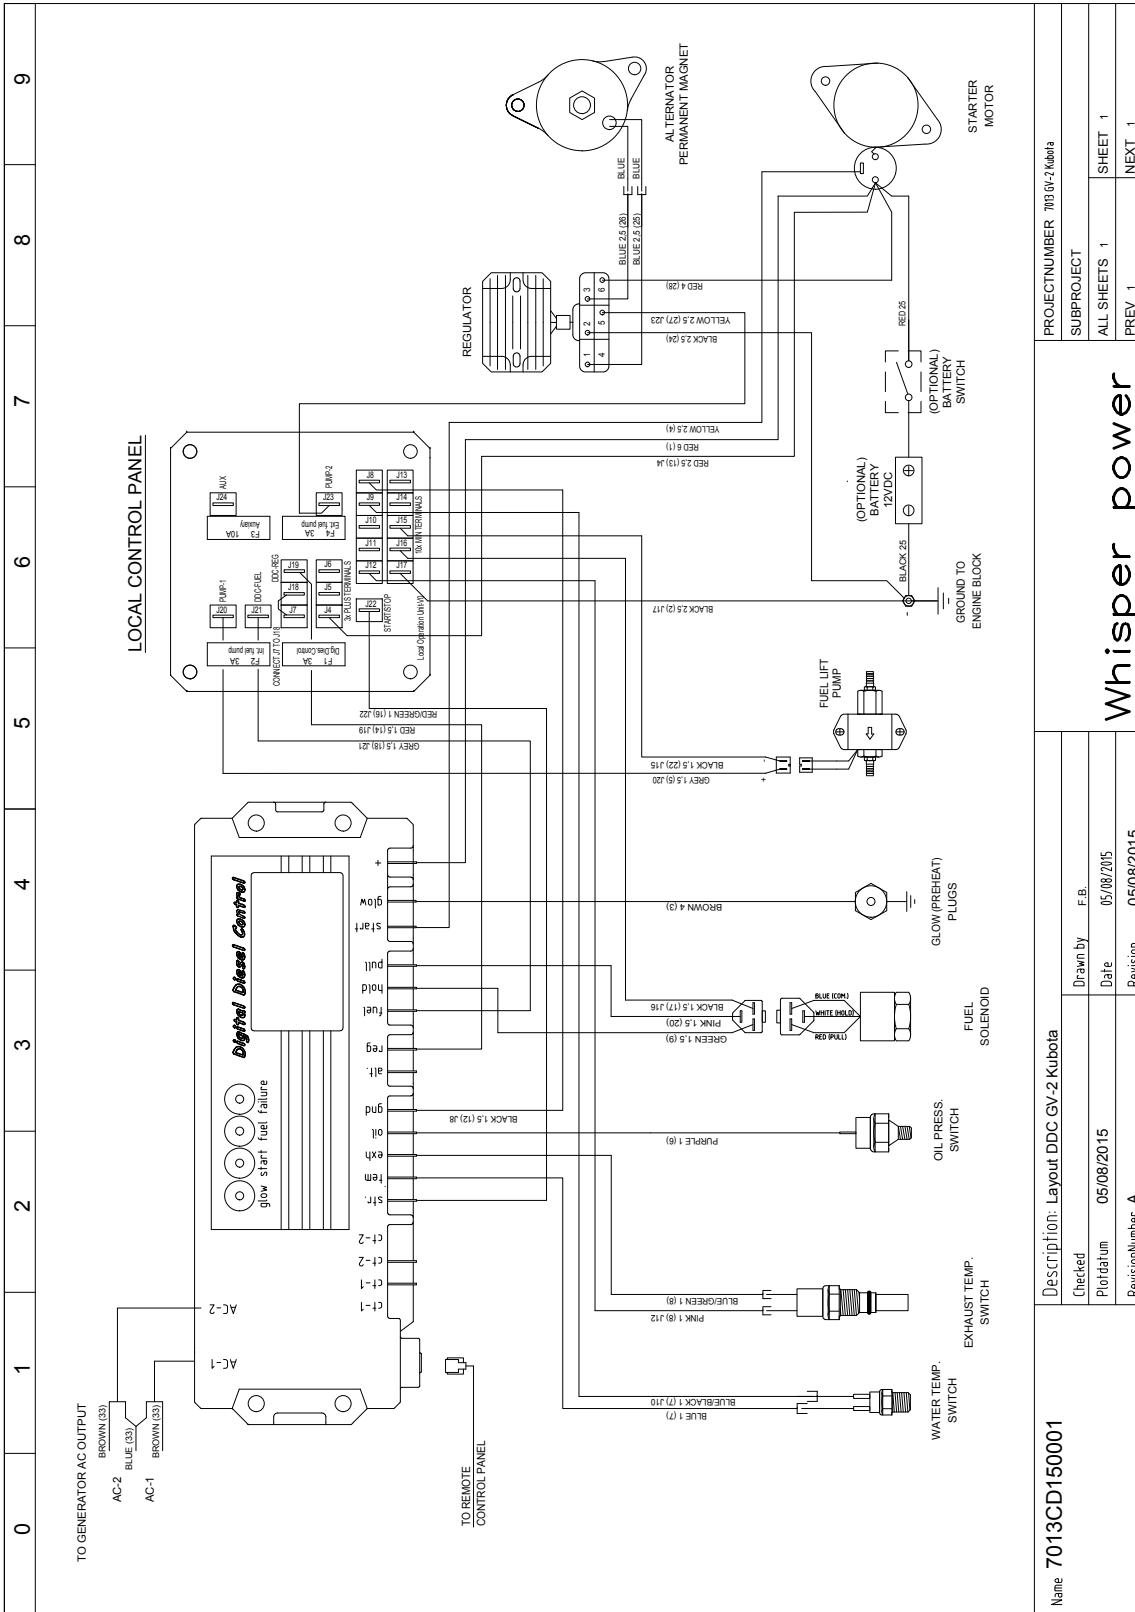 0
1
2
3
4
5
6
7
8
9
TO GENERATOR AC OUTPUT
BROWN (33)
AC-2
BLUE (33)
AC-1
BROWN (33)
AC-2
AC-1
TO REMOTE
CONTROL PANEL
Digital Diesel Control
glow start fuel failure
ct-1
ct-1
ct-2
ct-2
str.
tem
exh
oil
gnd
alt.
reg
fuel
hold
pull
start
glow
+
LOCAL CONTROL PANEL
J20
PUMP-1
J21
DDC-FUEL
F2 3A
Int. fuel pump
CONNECT J7 TO J18
J7
J18
J19
DDC-REG
F1 3A
Dig.Dies.Control
J4
J5
J6
3x PLUS TERMINALS
J24
AUX
F3 10A
Auxilary
F4 3A
Ext. fuel pump
J23
PUMP-2
J22
START/STOP
Local Operation Unit-V0
J12
J11
J10
J9
J8
J17
J16
J15
J14
J13
10x MIN TERMINALS
RED/GREEN 1 (16) J22
RED 1,5 (14) J19
GREY 1,5 (18) J21
BLACK 1,5 (12) J8
REGULATOR
1
2
3
4
5
6
BLUE 2,5 (26)
BLUE 2,5 (25)
BLUE
BLUE
ALTERNATOR
PERMANENT MAGNET
RED 4 (28)
YELLOW 2,5 (27) J23
BLACK 2,5 (24)
YELLOW 2,5 (4)
RED 6 (1)
RED 2,5 (13) J4
BLACK 2,5 (2) J17
BLACK 1,5 (22) J15
GREY 1,5 (5) J20
-
+
BROWN 4 (3)
BLACK 1,5 (17) J16
PINK 1,5 (20)
GREEN 1,5 (9)
BLUE (COM.)
WHITE (HOLD)
RED (PULL)
PURPLE 1 (6)
BLUE/GREEN 1 (8)
PINK 1 (8) J12
BLUE/BLACK 1 (7) J10
BLUE 1 (7)
WATER TEMP.
SWITCH
EXHAUST TEMP.
SWITCH
OIL PRESS.
SWITCH
FUEL
SOLENOID
GLOW (PREHEAT)
PLUGS
FUEL LIFT
PUMP
GROUND TO
ENGINE BLOCK
-
BLACK 25
(OPTIONAL)
BATTERY
12VDC
(OPTIONAL)
BATTERY
SWITCH
RED 25
STARTER
MOTOR
Name 7013CD150001
Description: Layout DDC GV-2 Kubota
Checked
Drawn by F.B.
Plotdatum 05/08/2015
Date 05/08/2015
RevisionNumber A
Revision 05/08/2015
Whisper power
PROJECTNUMBER 7013 GV-2 Kubota
SUBPROJECT
ALL SHEETS 1
SHEET 1
PREV 1
NEXT 1